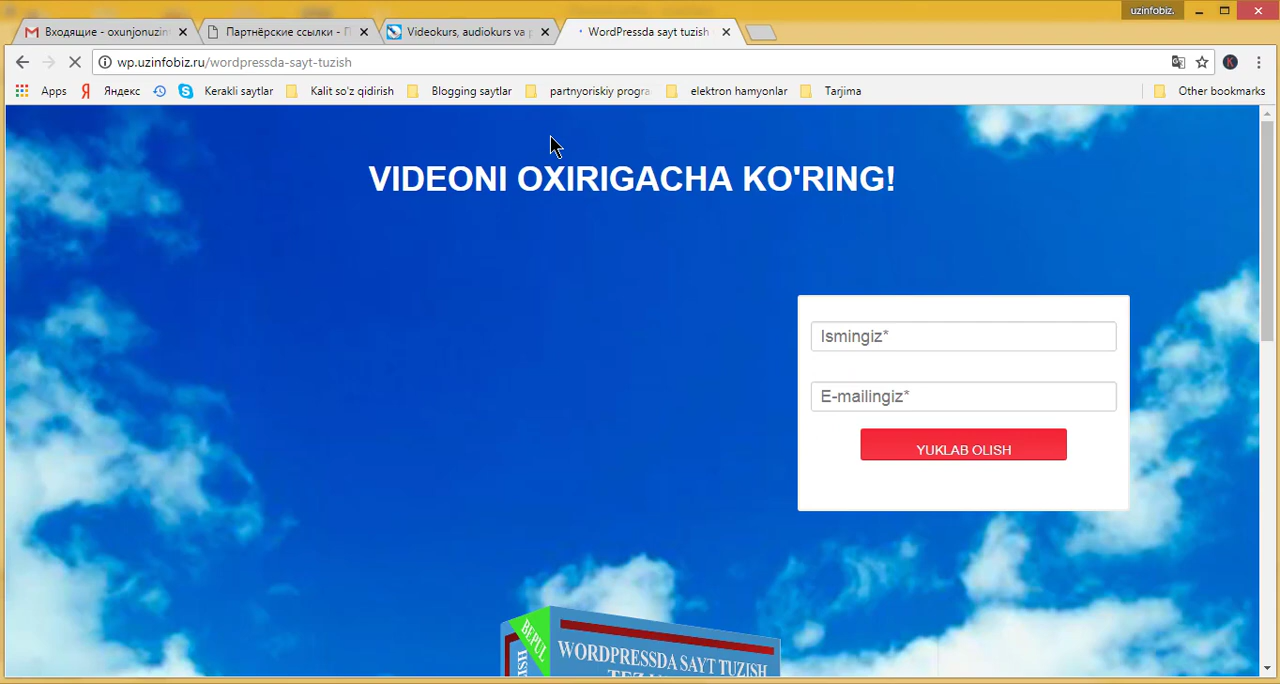 uzinfobiz.
Входящие - oxunjonuzin
Партнёрские ссылки - П
Videokurs, audiokurs va
WordPressda sayt tuzish
wp.uzinfobiz.ru/wordpressda-sayt-tuzish
Apps
Яндекс
Kerakli saytlar
Kalit so'z qidirish
Blogging saytlar
partnyoriskiy progra
elektron hamyonlar
Tarjima
Other bookmarks
VIDEONI OXIRIGACHA KO'RING!
Ismingiz*
E-mailingiz*
YUKLAB OLISH
BEPUL
WORDPRESSDA SAYT TUZISH